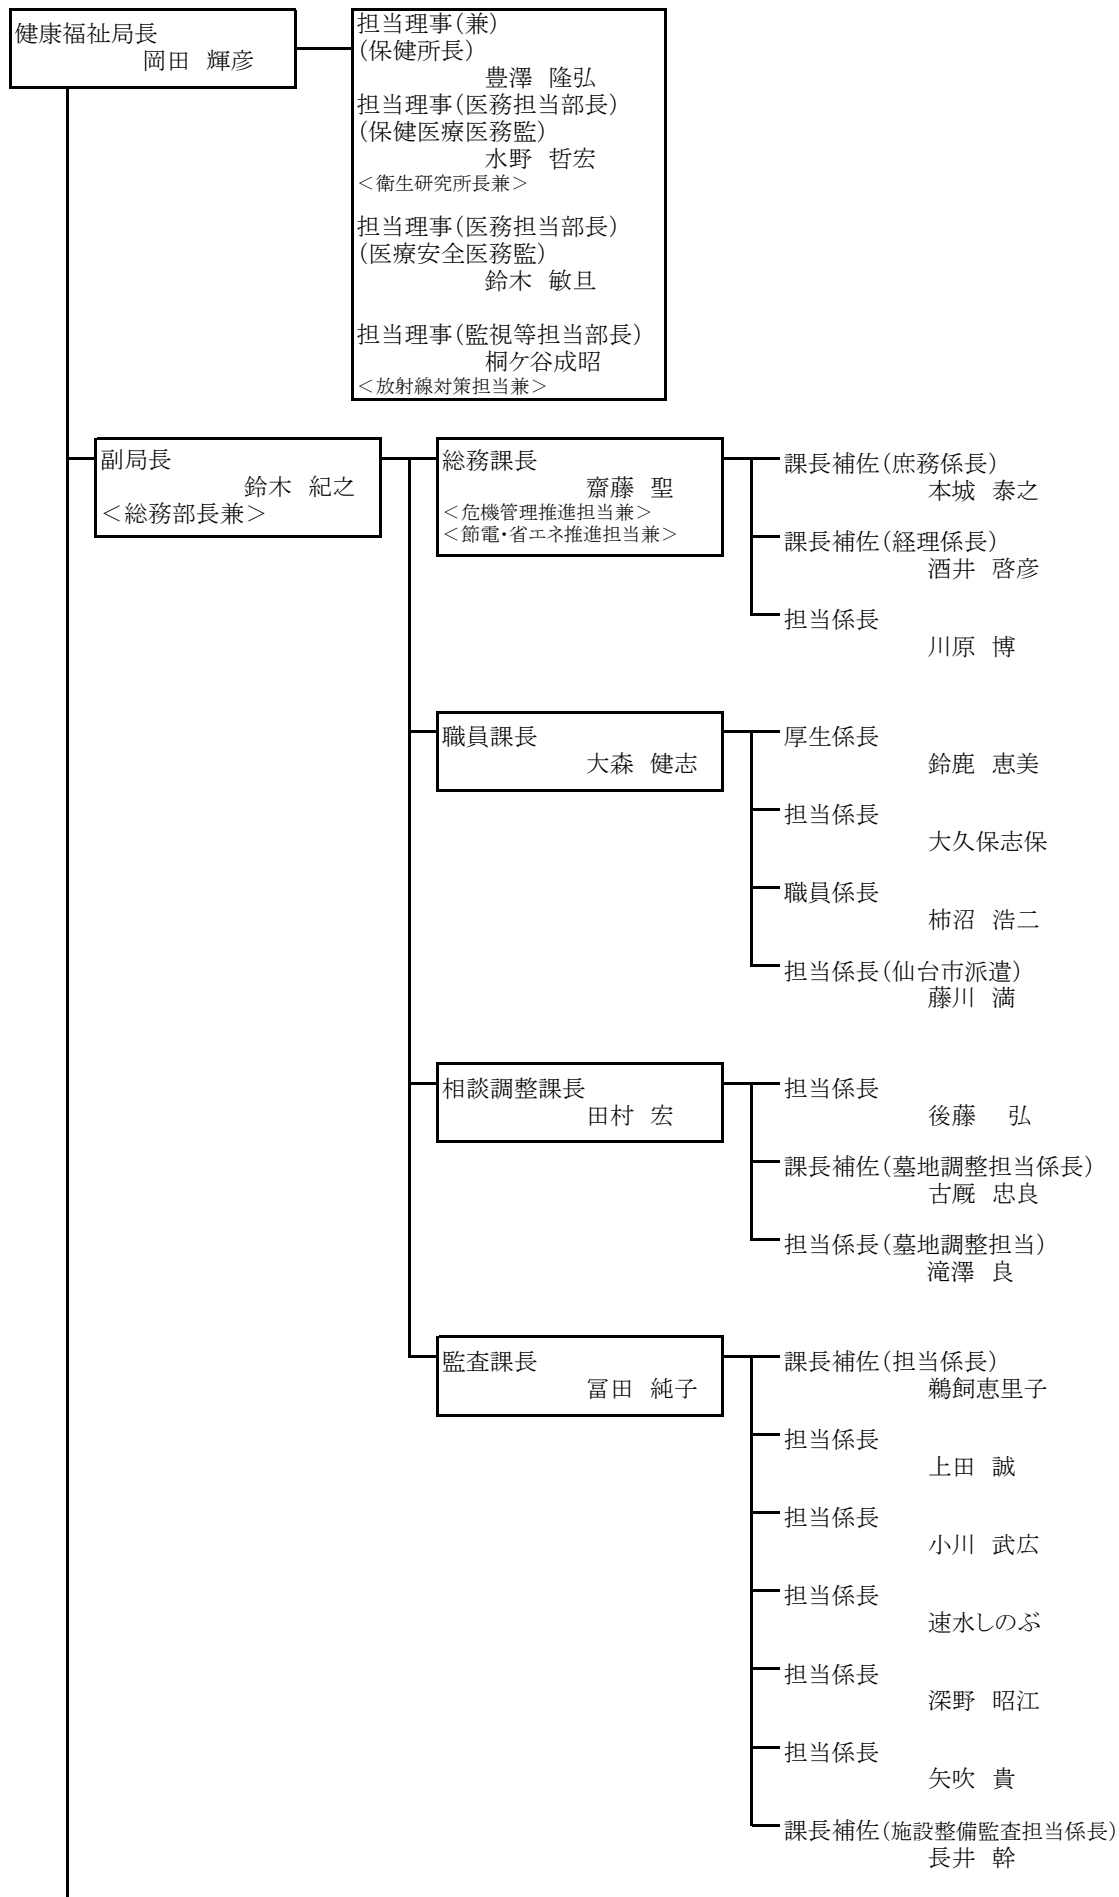 健康福祉局長
岡田 輝彦
担当理事(兼)
(保健所長)
豊澤 隆弘
担当理事(医務担当部長)
(保健医療医務監)
水野 哲宏
＜衛生研究所長兼＞
担当理事(医務担当部長)
(医療安全医務監)
鈴木 敏旦
担当理事(監視等担当部長)
桐ケ谷成昭
＜放射線対策担当兼＞
副局長
鈴木 紀之
＜総務部長兼＞
総務課長
齋藤 聖
＜危機管理推進担当兼＞
＜節電・省エネ推進担当兼＞
課長補佐(庶務係長)
本城 泰之
課長補佐(経理係長)
酒井 啓彦
担当係長
川原 博
職員課長
大森 健志
厚生係長
鈴鹿 恵美
担当係長
大久保志保
職員係長
柿沼 浩二
担当係長(仙台市派遣)
藤川 満
相談調整課長
田村 宏
担当係長
後藤 弘
課長補佐(墓地調整担当係長)
古厩 忠良
担当係長(墓地調整担当)
滝澤 良
監査課長
冨田 純子
課長補佐(担当係長)
鵜飼恵里子
担当係長
上田 誠
担当係長
小川 武広
担当係長
速水しのぶ
担当係長
深野 昭江
担当係長
矢吹 貴
課長補佐(施設整備監査担当係長)
長井 幹